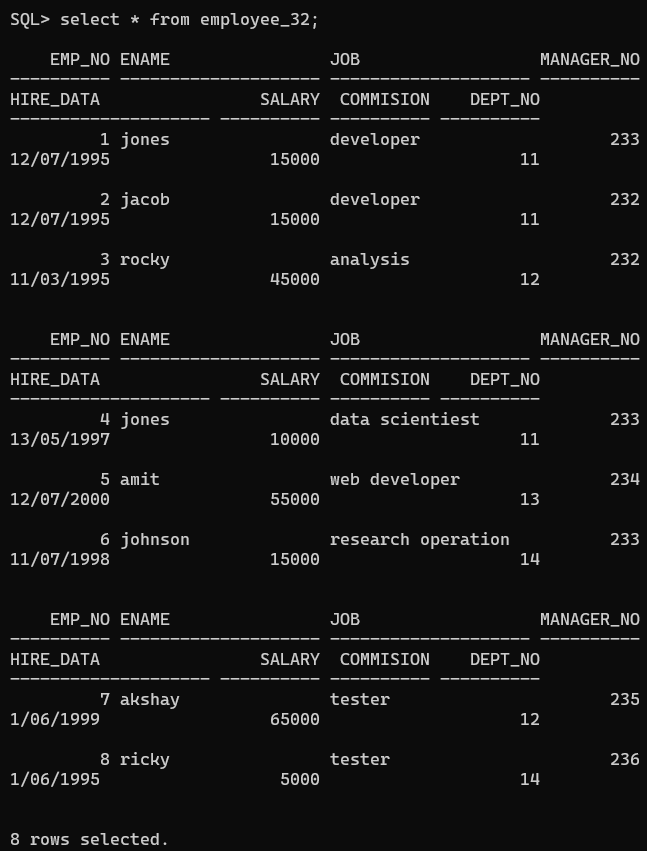 SQL> select * from employee_32;
    EMP_NO ENAME                JOB                  MANAGER_NO
---------- -------------------- -------------------- ----------
HIRE_DATA                SALARY  COMMISION    DEPT_NO
-------------------- ---------- ---------- ----------
         1 jones                developer                   233
12/07/1995                15000                    11
         2 jacob                developer                   232
12/07/1995                15000                    11
         3 rocky                analysis                    232
11/03/1995                45000                    12
    EMP_NO ENAME                JOB                  MANAGER_NO
---------- -------------------- -------------------- ----------
HIRE_DATA                SALARY  COMMISION    DEPT_NO
-------------------- ---------- ---------- ----------
         4 jones                data scientiest             233
13/05/1997                10000                    11
         5 amit                 web developer               234
12/07/2000                55000                    13
         6 johnson              research operation          233
11/07/1998                15000                    14
    EMP_NO ENAME                JOB                  MANAGER_NO
---------- -------------------- -------------------- ----------
HIRE_DATA                SALARY  COMMISION    DEPT_NO
-------------------- ---------- ---------- ----------
         7 akshay               tester                      235
1/06/1999                 65000                    12
         8 ricky                tester                      236
1/06/1995                  5000                    14
8 rows selected.